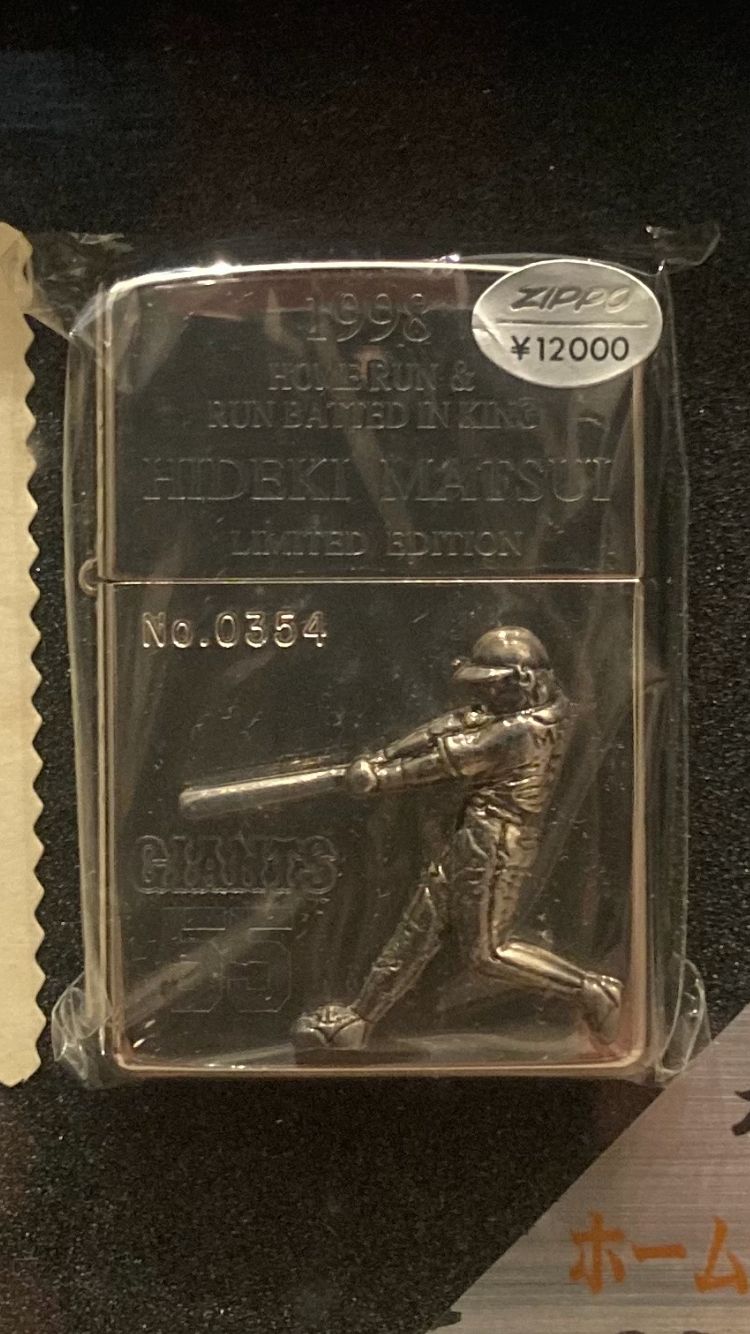 1998
ZIPPO
¥12000
HOME RUN &
RUN BATTED IN KING
HIDEKI MATSUI
LIMITED EDITION
No.0354
GIANTS
55
ホーム